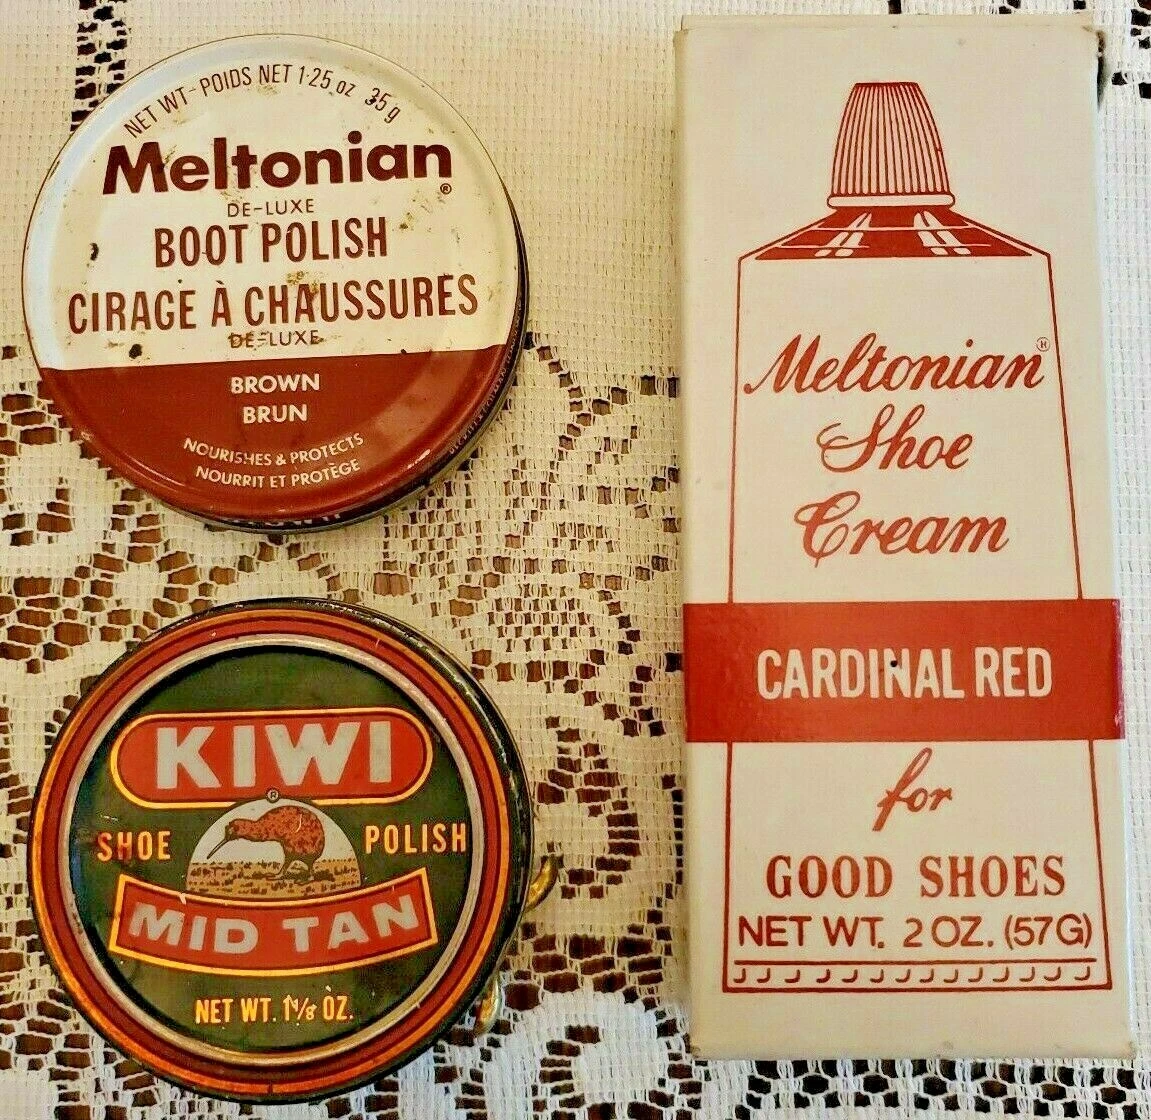 NET WT - POIDS NET 1·25 oz 35 g
Meltonian®
DE-LUXE
BOOT POLISH
CIRAGE À CHAUSSURES
DE-LUXE
BROWN
BRUN
NOURISHES & PROTECTS
NOURRIT ET PROTÈGE
KIWI
®
SHOE POLISH
MID TAN
NET WT. 1⅛ OZ.
Meltonian®
Shoe
Cream
CARDINAL RED
for
GOOD SHOES
NET WT. 2 OZ. (57G)